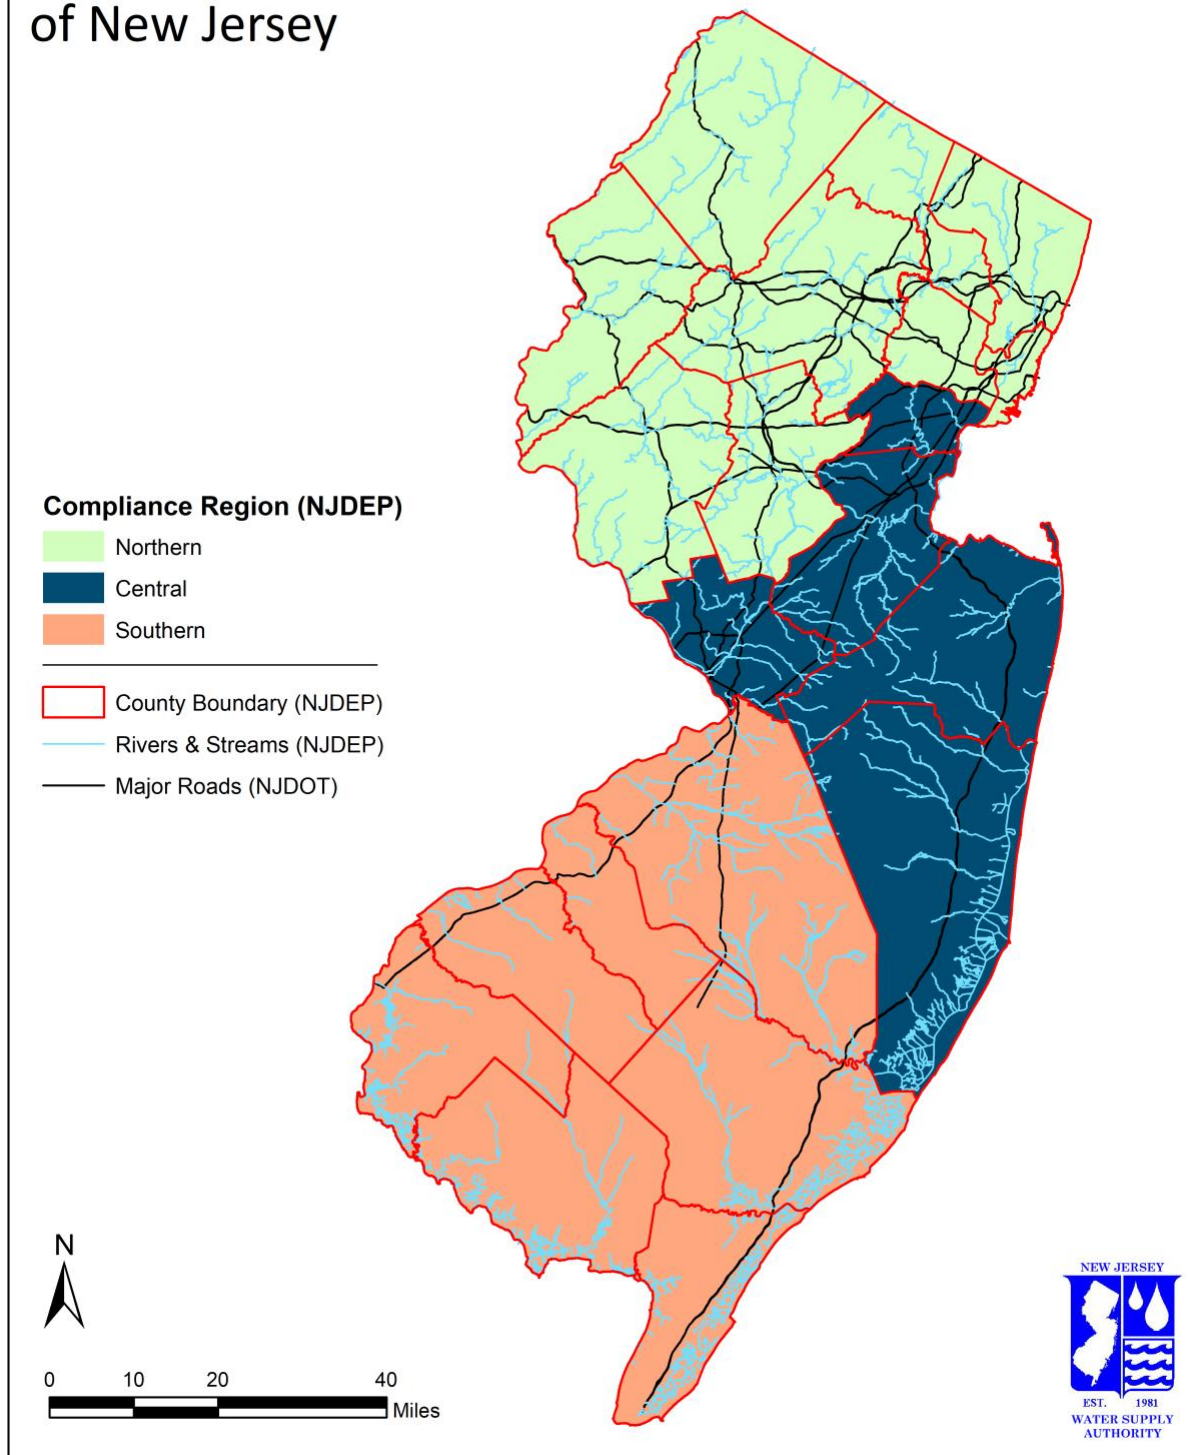 of New Jersey
Compliance Region (NJDEP)
Northern
Central
Southern
County Boundary (NJDEP)
Rivers & Streams (NJDEP)
Major Roads (NJDOT)
N
0 10 20 40
Miles
NEW JERSEY
EST. 1981
WATER SUPPLY
AUTHORITY